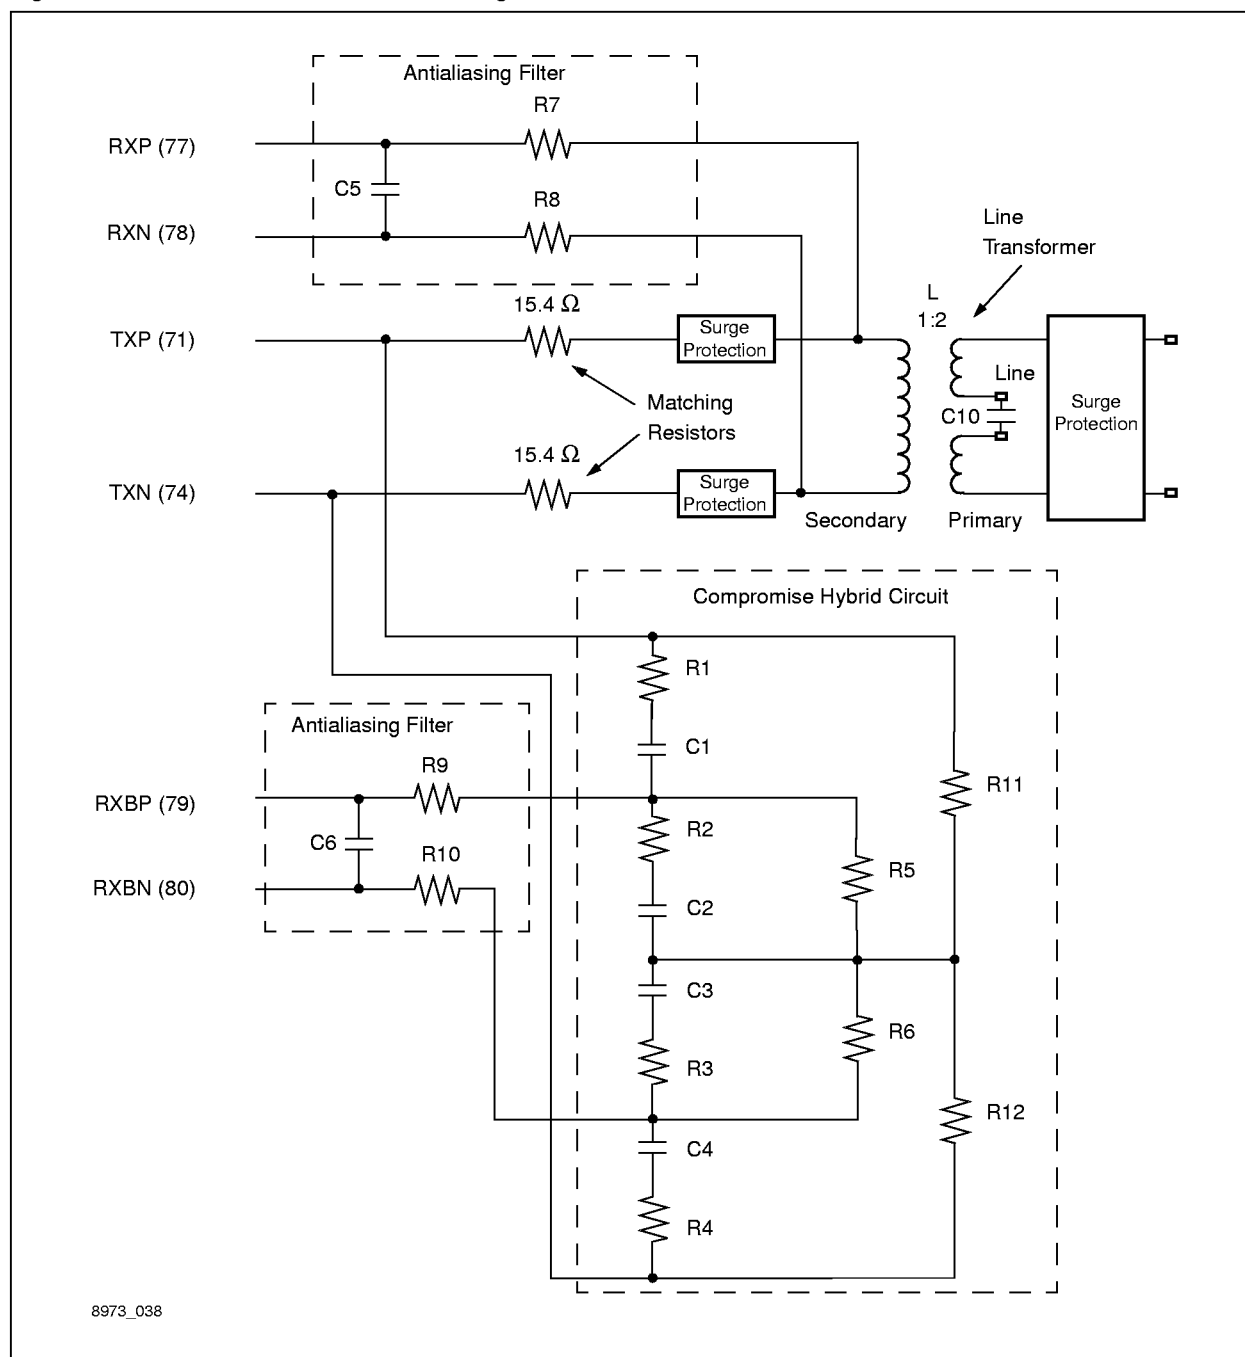 Antialiasing Filter
R7
RXP (77)
C5
R8
RXN (78)
Line
Transformer
15.4 Ω
L
1:2
TXP (71)
Surge
Protection
Line
Matching
Resistors
C10
Surge
Protection
15.4 Ω
TXN (74)
Surge
Protection
Secondary
Primary
Compromise Hybrid Circuit
R1
Antialiasing Filter
C1
R9
R11
RXBP (79)
R2
C6
R10
R5
RXBN (80)
C2
C3
R6
R3
R12
C4
R4
8973_038